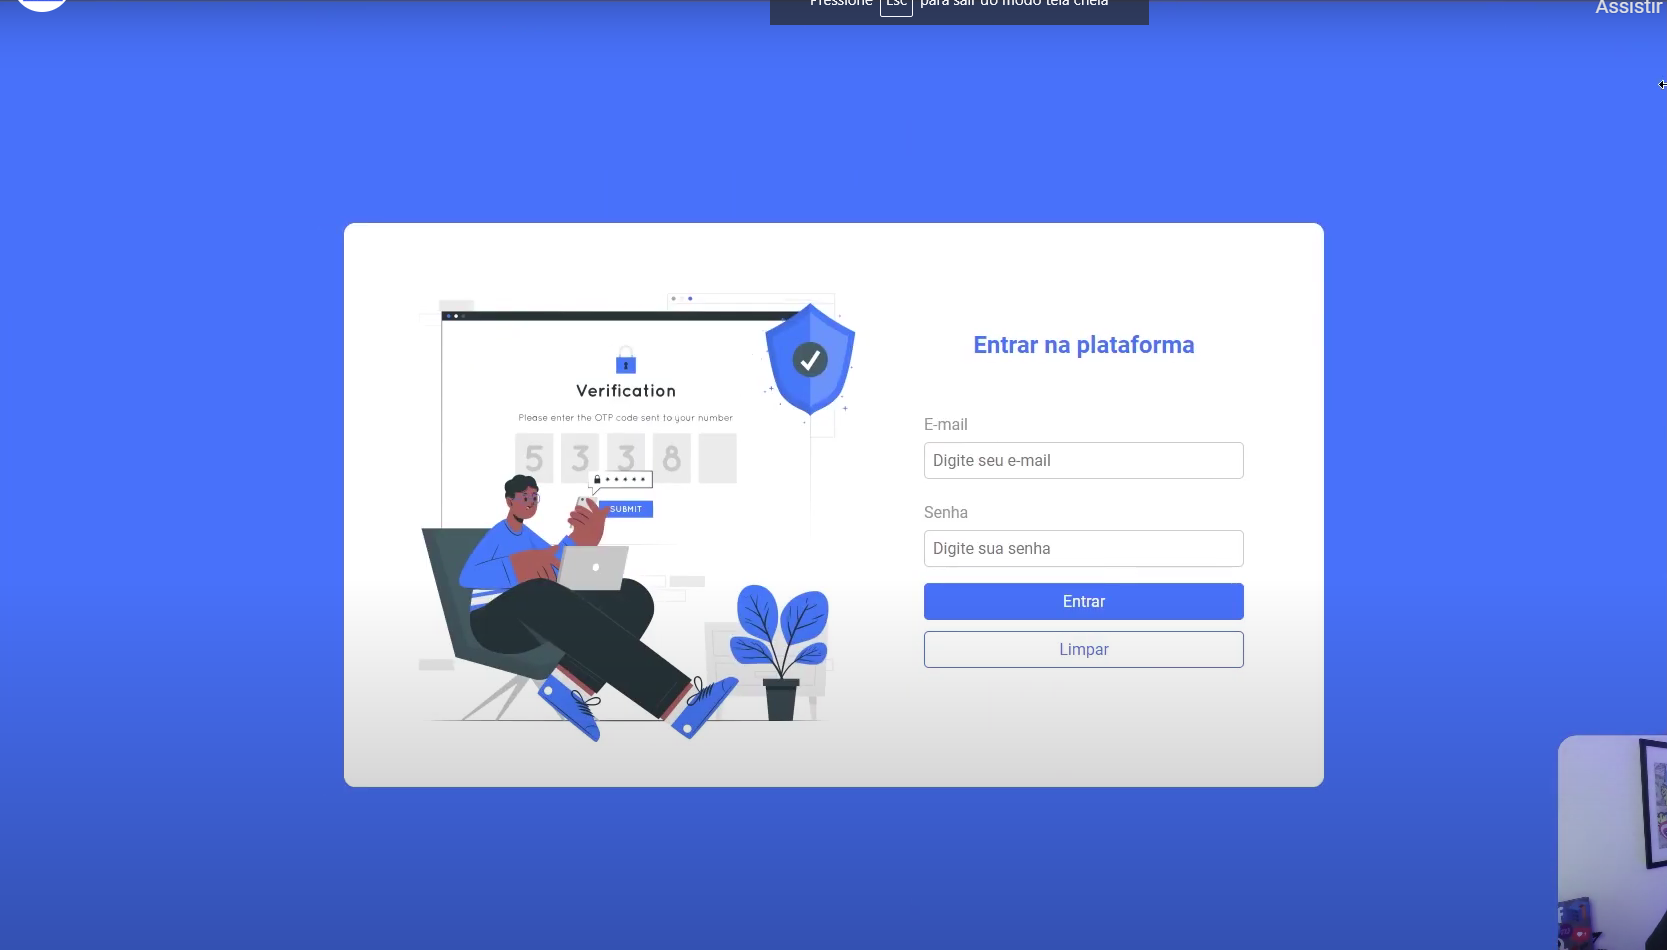 Pressione Esc para sair do modo tela cheia
Assistir
Verification
Please enter the OTP code sent to your number
5 3 3 8
SUBMIT
Entrar na plataforma
E-mail
Digite seu e-mail
Senha
Digite sua senha
Entrar
Limpar